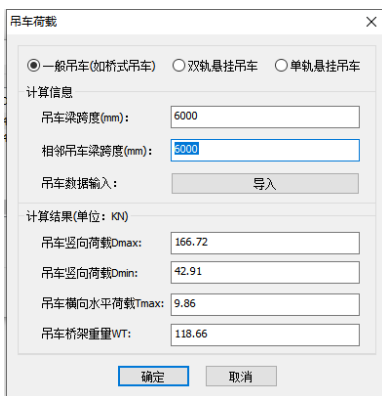 吊车荷载
一般吊车(如桥式吊车) 双轨悬挂吊车 单轨悬挂吊车
计算信息
吊车梁跨度(mm): 6000
相邻吊车梁跨度(mm): 6000
吊车数据输入: 导入
计算结果(单位: KN)
吊车竖向荷载Dmax: 166.72
吊车竖向荷载Dmin: 42.91
吊车横向水平荷载Tmax: 9.86
吊车桥架重量WT: 118.66
确定 取消